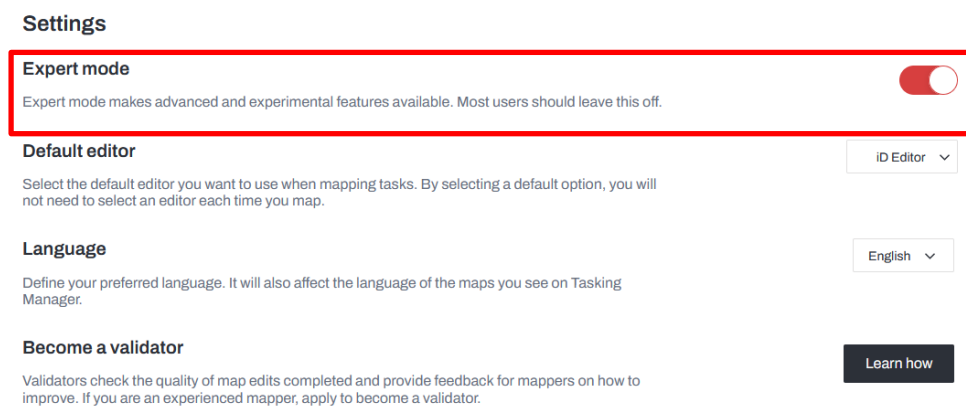 Settings
Expert mode
Expert mode makes advanced and experimental features available. Most users should leave this off.
Default editor
iD Editor
Select the default editor you want to use when mapping tasks. By selecting a default option, you will
not need to select an editor each time you map.
Language
English
Define your preferred language. It will also affect the language of the maps you see on Tasking
Manager.
Become a validator
Learn how
Validators check the quality of map edits completed and provide feedback for mappers on how to
improve. If you are an experienced mapper, apply to become a validator.